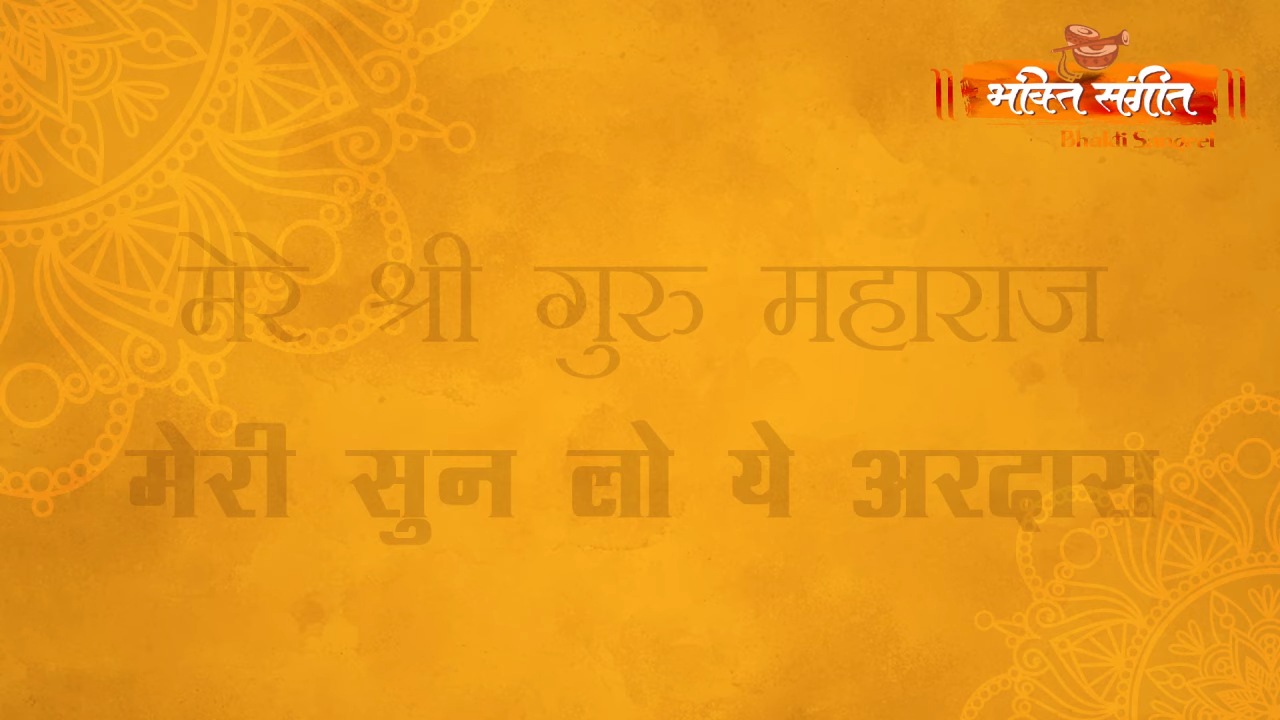 भक्ति संगीत
Bhakti Sangeet
मेरे श्री गुरु महाराज
मेरी सुन लो ये अरदास